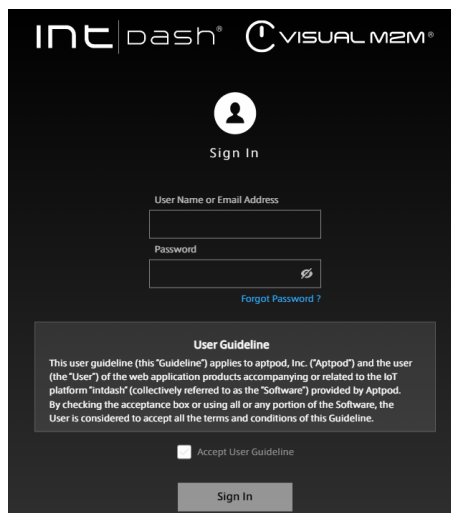 intDash® VISUAL M2M®
Sign In
User Name or Email Address
Password
Forgot Password ?
User Guideline
This user guideline (this "Guideline") applies to aptpod, Inc. ("Aptpod") and the user
(the "User") of the web application products accompanying or related to the IoT
platform "intdash" (collectively referred to as the "Software") provided by Aptpod.
By checking the acceptance box or using all or any portion of the Software, the
User is considered to accept all the terms and conditions of this Guideline.
Accept User Guideline
Sign In